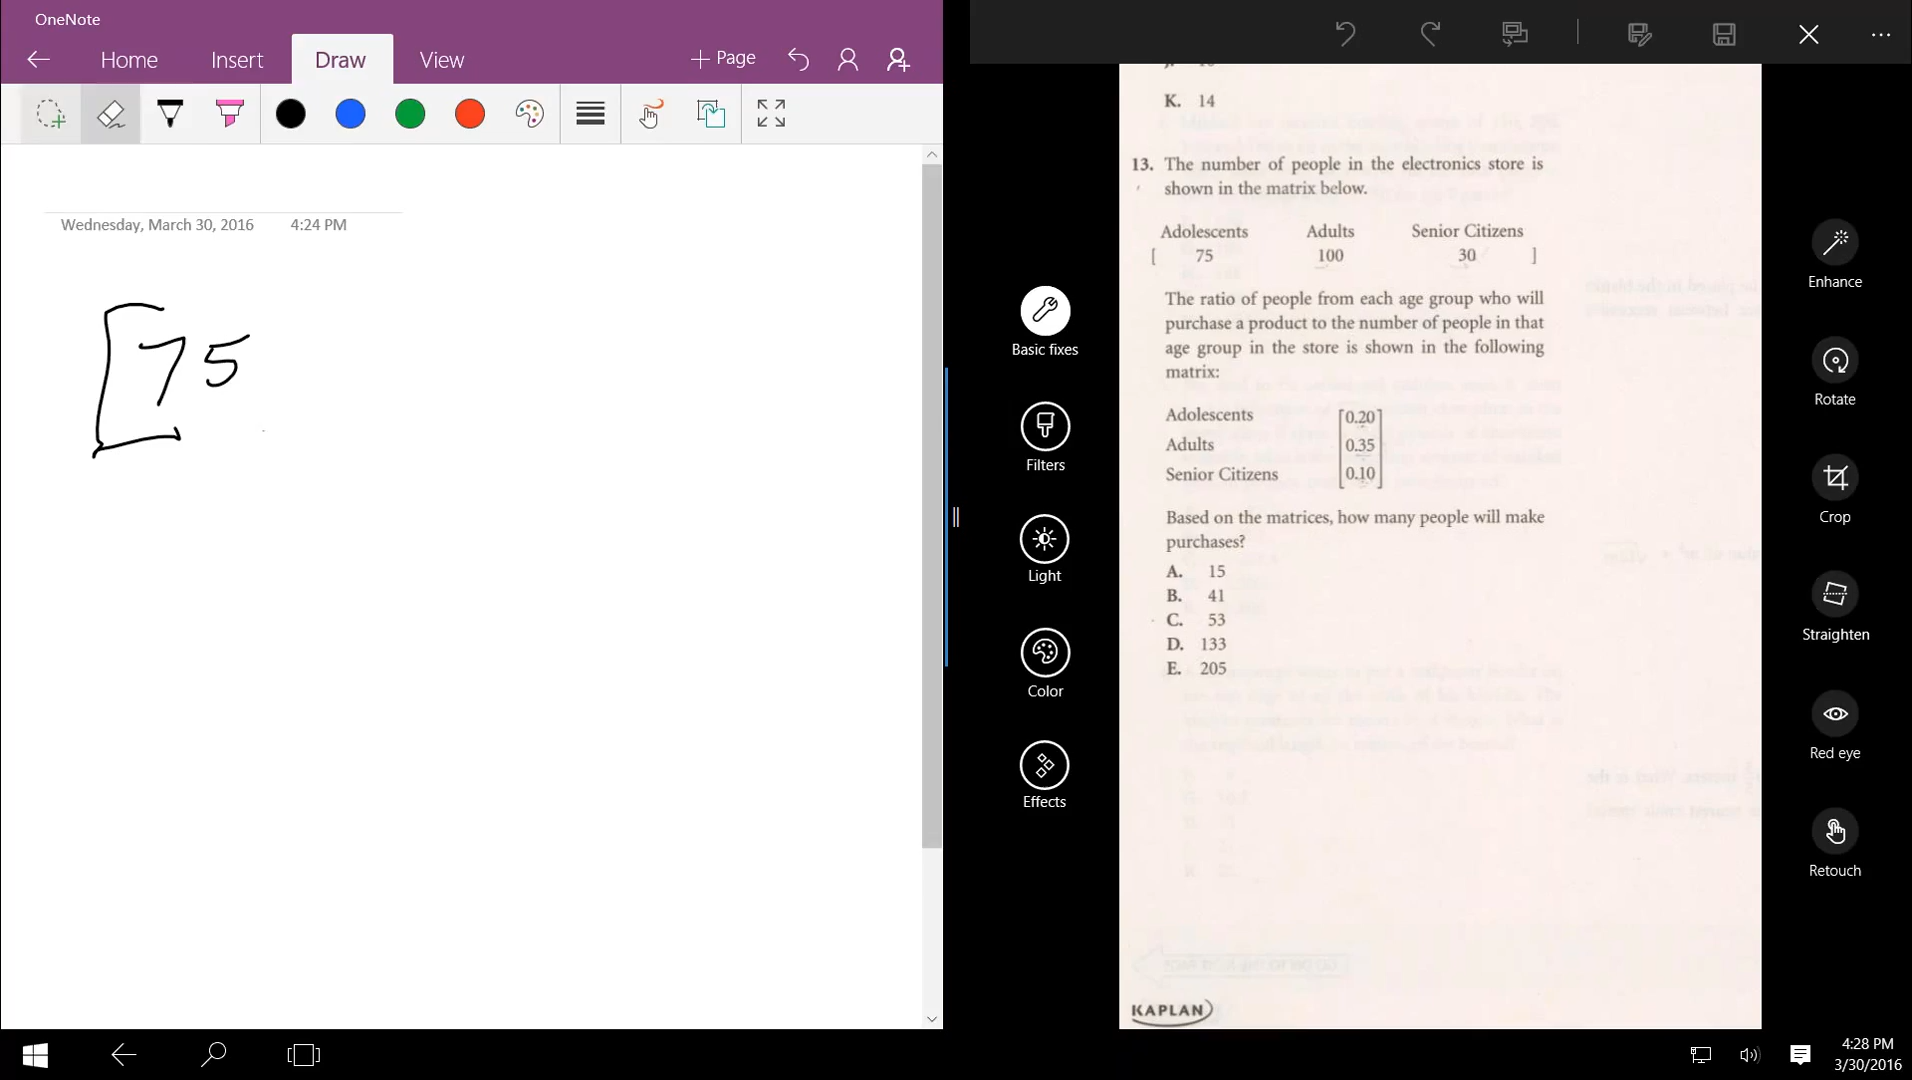 OneNote
Home Insert Draw View + Page
Wednesday, March 30, 2016 4:24 PM
[75
Basic fixes
Filters
Light
Color
Effects
K. 14
13. The number of people in the electronics store is
shown in the matrix below.
Adolescents Adults Senior Citizens
[ 75 100 30 ]
The ratio of people from each age group who will
purchase a product to the number of people in that
age group in the store is shown in the following
matrix:
Adolescents [0.20]
Adults 0.35
Senior Citizens [0.10]
Based on the matrices, how many people will make
purchases?
A. 15
B. 41
C. 53
D. 133
E. 205
KAPLAN
Enhance
Rotate
Crop
Straighten
Red eye
Retouch
4:28 PM
3/30/2016